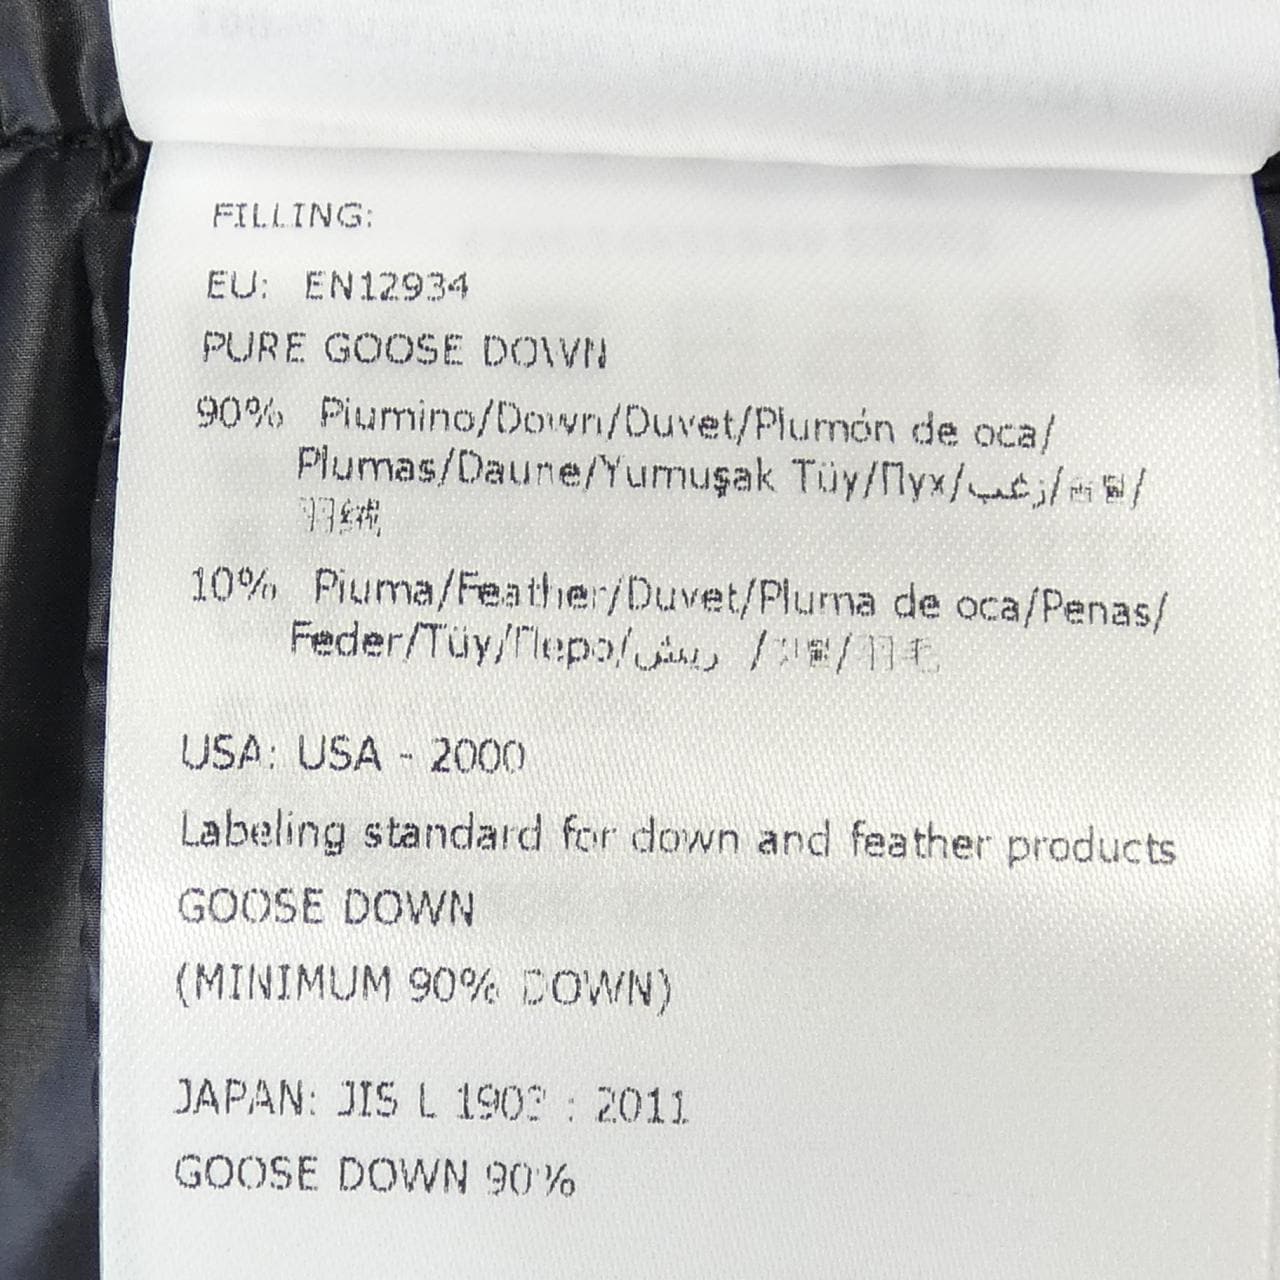 FILLING:
EU: EN12934
PURE GOOSE DOWN
90% Piumino/Down/Duvet/Plumón de oca/
Plumas/Daune/Yumuşak Tüy/Пух/زغب/
羽绒
10% Piuma/Feather/Duvet/Pluma de oca/Penas/
Feder/Tüy/Перо/ريش /깃털/羽毛
USA: USA - 2000
Labeling standard for down and feather products
GOOSE DOWN
(MINIMUM 90% DOWN)
JAPAN: JIS L 1903 : 2011
GOOSE DOWN 90%